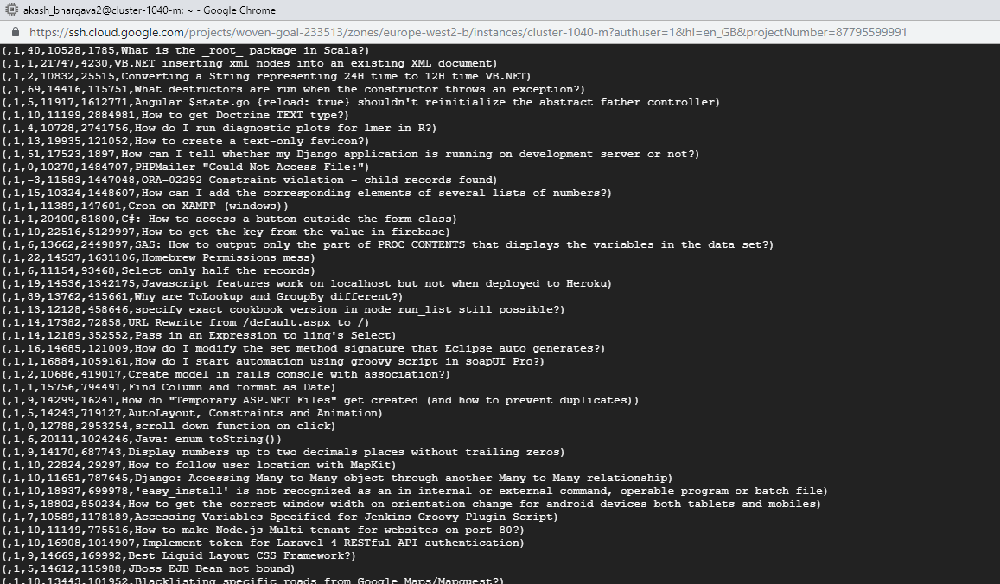 akash_bhargava2@cluster-1040-m: ~ - Google Chrome
https://ssh.cloud.google.com/projects/woven-goal-233513/zones/europe-west2-b/instances/cluster-1040-m?authuser=1&hl=en_GB&projectNumber=87795599991
(,1,40,10528,1785,What is the _root_ package in Scala?)
(,1,1,21747,4230,VB.NET inserting xml nodes into an existing XML document)
(,1,2,10832,25515,Converting a String representing 24H time to 12H time VB.NET)
(,1,69,14416,115751,What destructors are run when the constructor throws an exception?)
(,1,5,11917,1612771,Angular $state.go {reload: true} shouldn't reinitialize the abstract father controller)
(,1,10,11199,2884981,How to get Doctrine TEXT type?)
(,1,4,10728,2741756,How do I run diagnostic plots for lmer in R?)
(,1,13,19935,121052,How to create a text-only favicon?)
(,1,51,17523,1897,How can I tell whether my Django application is running on development server or not?)
(,1,0,10270,1484707,PHPMailer "Could Not Access File:")
(,1,-3,11583,1447048,ORA-02292 Constraint violation - child records found)
(,1,15,10324,1448607,How can I add the corresponding elements of several lists of numbers?)
(,1,1,11389,147601,Cron on XAMPP (windows))
(,1,1,20400,81800,C#: How to access a button outside the form class)
(,1,10,22516,5129997,How to get the key from the value in firebase)
(,1,6,13662,2449897,SAS: How to output only the part of PROC CONTENTS that displays the variables in the data set?)
(,1,22,14537,1631106,Homebrew Permissions mess)
(,1,6,11154,93468,Select only half the records)
(,1,19,14536,1342175,Javascript features work on localhost but not when deployed to Heroku)
(,1,89,13762,415661,Why are ToLookup and GroupBy different?)
(,1,13,12128,458646,specify exact cookbook version in node run_list still possible?)
(,1,14,17382,72858,URL Rewrite from /default.aspx to /)
(,1,14,12189,352552,Pass in an Expression to linq's Select)
(,1,16,14685,121009,How do I modify the set method signature that Eclipse auto generates?)
(,1,1,16884,1059161,How do I start automation using groovy script in soapUI Pro?)
(,1,2,10686,419017,Create model in rails console with association?)
(,1,1,15756,794491,Find Column and format as Date)
(,1,9,14299,16241,How do "Temporary ASP.NET Files" get created (and how to prevent duplicates))
(,1,5,14243,719127,AutoLayout, Constraints and Animation)
(,1,0,12788,2953254,scroll down function on click)
(,1,6,20111,1024246,Java: enum toString())
(,1,9,14170,687743,Display numbers up to two decimals places without trailing zeros)
(,1,10,22824,29297,How to follow user location with MapKit)
(,1,10,11651,787645,Django: Accessing Many to Many object through another Many to Many relationship)
(,1,10,18937,699978,'easy_install' is not recognized as an in internal or external command, operable program or batch file)
(,1,5,18802,850234,How to get the correct window width on orientation change for android devices both tablets and mobiles)
(,1,7,10589,1178189,Accessing Variables Specified for Jenkins Groovy Plugin Script)
(,1,10,11149,775516,How to make Node.js Multi-tenant for websites on port 80?)
(,1,10,16908,1014907,Implement token for Laravel 4 RESTful API authentication)
(,1,9,14669,169992,Best Liquid Layout CSS Framework?)
(,1,5,14612,115988,JBoss EJB Bean not bound)
(,1,10,13443,101952,Blacklisting specific roads from Google Maps/Mapquest?)